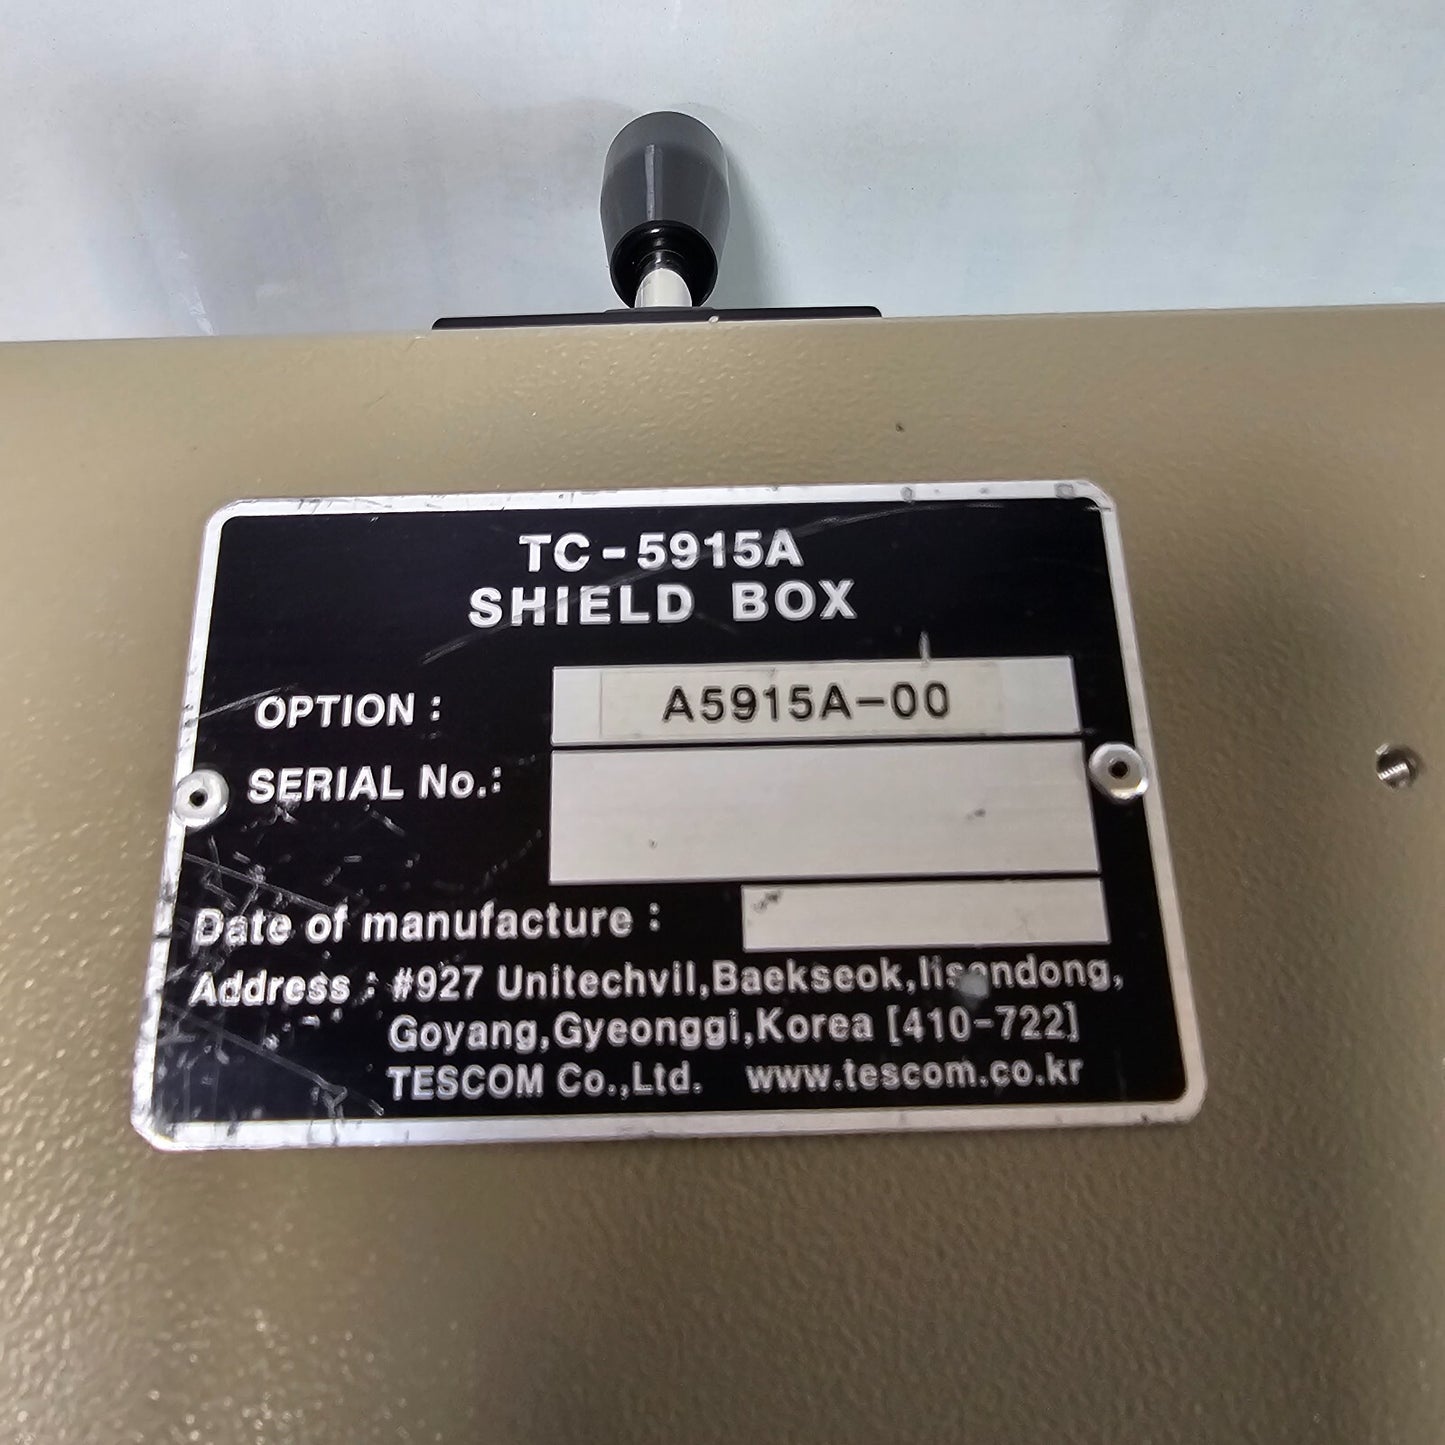 TC-5915A
SHIELD BOX
OPTION : A5915A-00
SERIAL No.:
Date of manufacture :
Address : #927 Unitechvil,Baekseok,Ilsandong,
Goyang,Gyeonggi,Korea [410-722]
TESCOM Co.,Ltd. www.tescom.co.kr